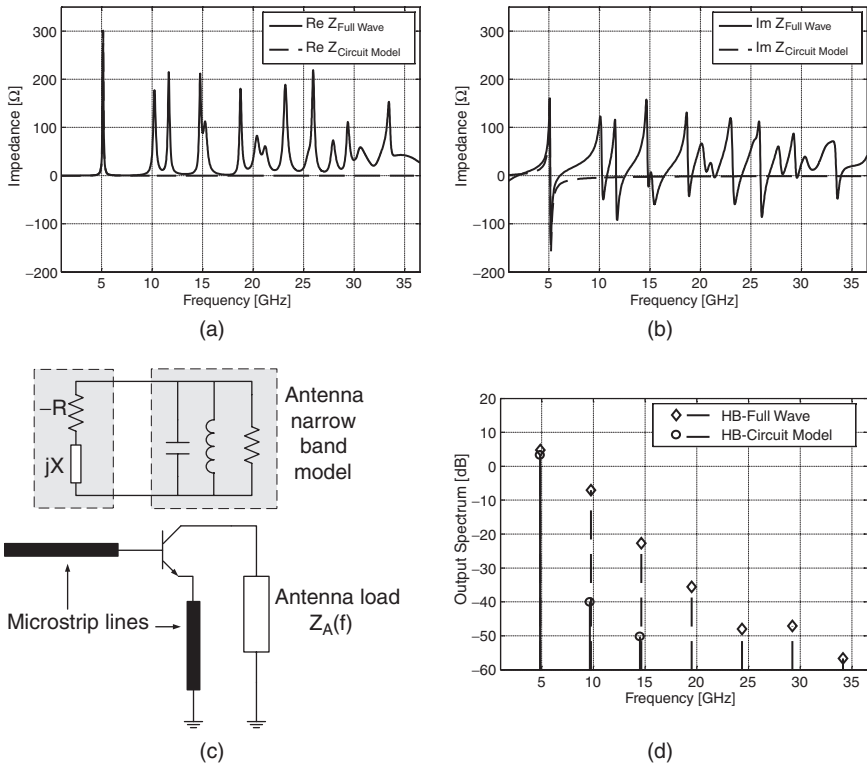 300
200
100
0
−100
−200
Impedance [Ω]
Re Z Full Wave
Re Z Circuit Model
5
10
15
20
25
30
35
Frequency [GHz]
(a)
300
200
100
0
−100
−200
Impedance [Ω]
Im Z Full Wave
Im Z Circuit Model
5
10
15
20
25
30
35
Frequency [GHz]
(b)
−R
jX
Antenna
narrow
band
model
Microstrip lines
Antenna load
Z_A(f)
(c)
20
10
0
−10
−20
−30
−40
−50
−60
Output Spectrum [dB]
HB-Full Wave
HB-Circuit Model
5
10
15
20
25
30
35
Frequency [GHz]
(d)